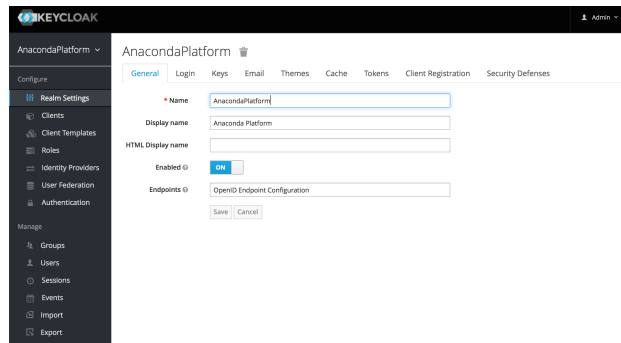 KEYCLOAK
Admin
AnacondaPlatform
Configure
Realm Settings
Clients
Client Templates
Roles
Identity Providers
User Federation
Authentication
Manage
Groups
Users
Sessions
Events
Import
Export
AnacondaPlatform
General Login Keys Email Themes Cache Tokens Client Registration Security Defenses
* Name AnacondaPlatform
Display name Anaconda Platform
HTML Display name
Enabled ON
Endpoints OpenID Endpoint Configuration
Save Cancel